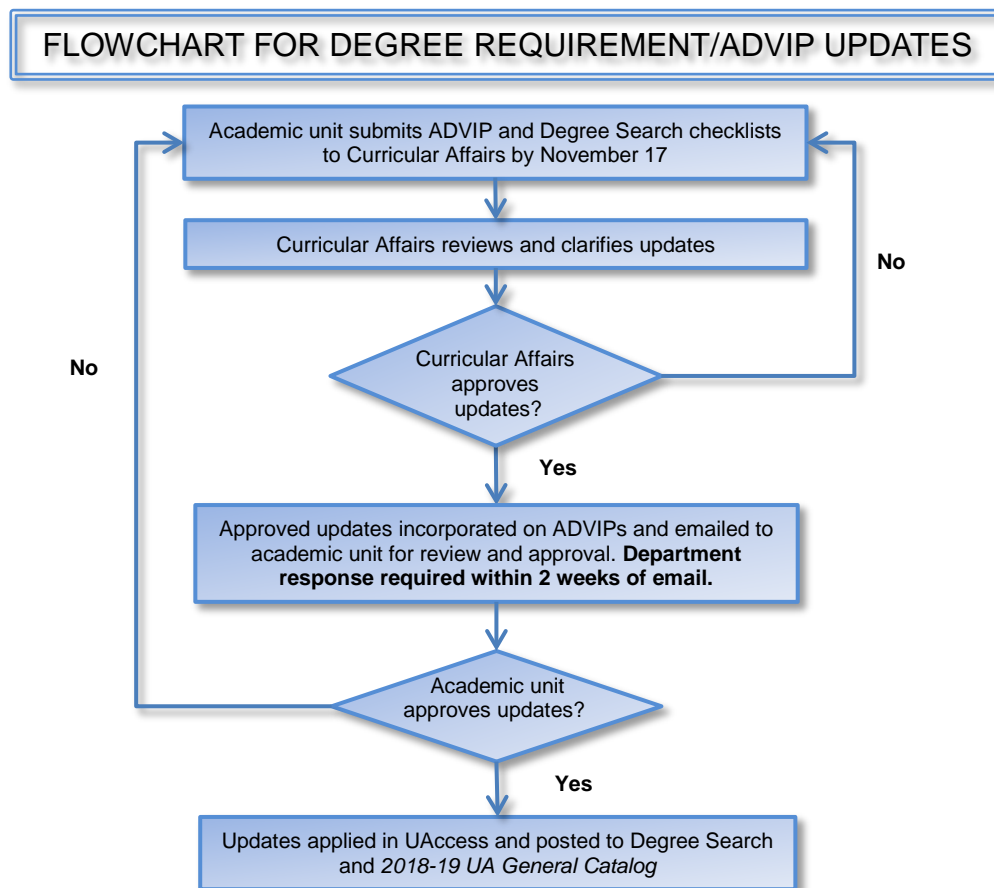 FLOWCHART FOR DEGREE REQUIREMENT/ADVIP UPDATES
Academic unit submits ADVIP and Degree Search checklists
to Curricular Affairs by November 17
Curricular Affairs reviews and clarifies updates
No
No
Curricular Affairs
approves
updates?
Yes
Approved updates incorporated on ADVIPs and emailed to
academic unit for review and approval. Department
response required within 2 weeks of email.
Academic unit
approves updates?
Yes
Updates applied in UAccess and posted to Degree Search
and 2018-19 UA General Catalog